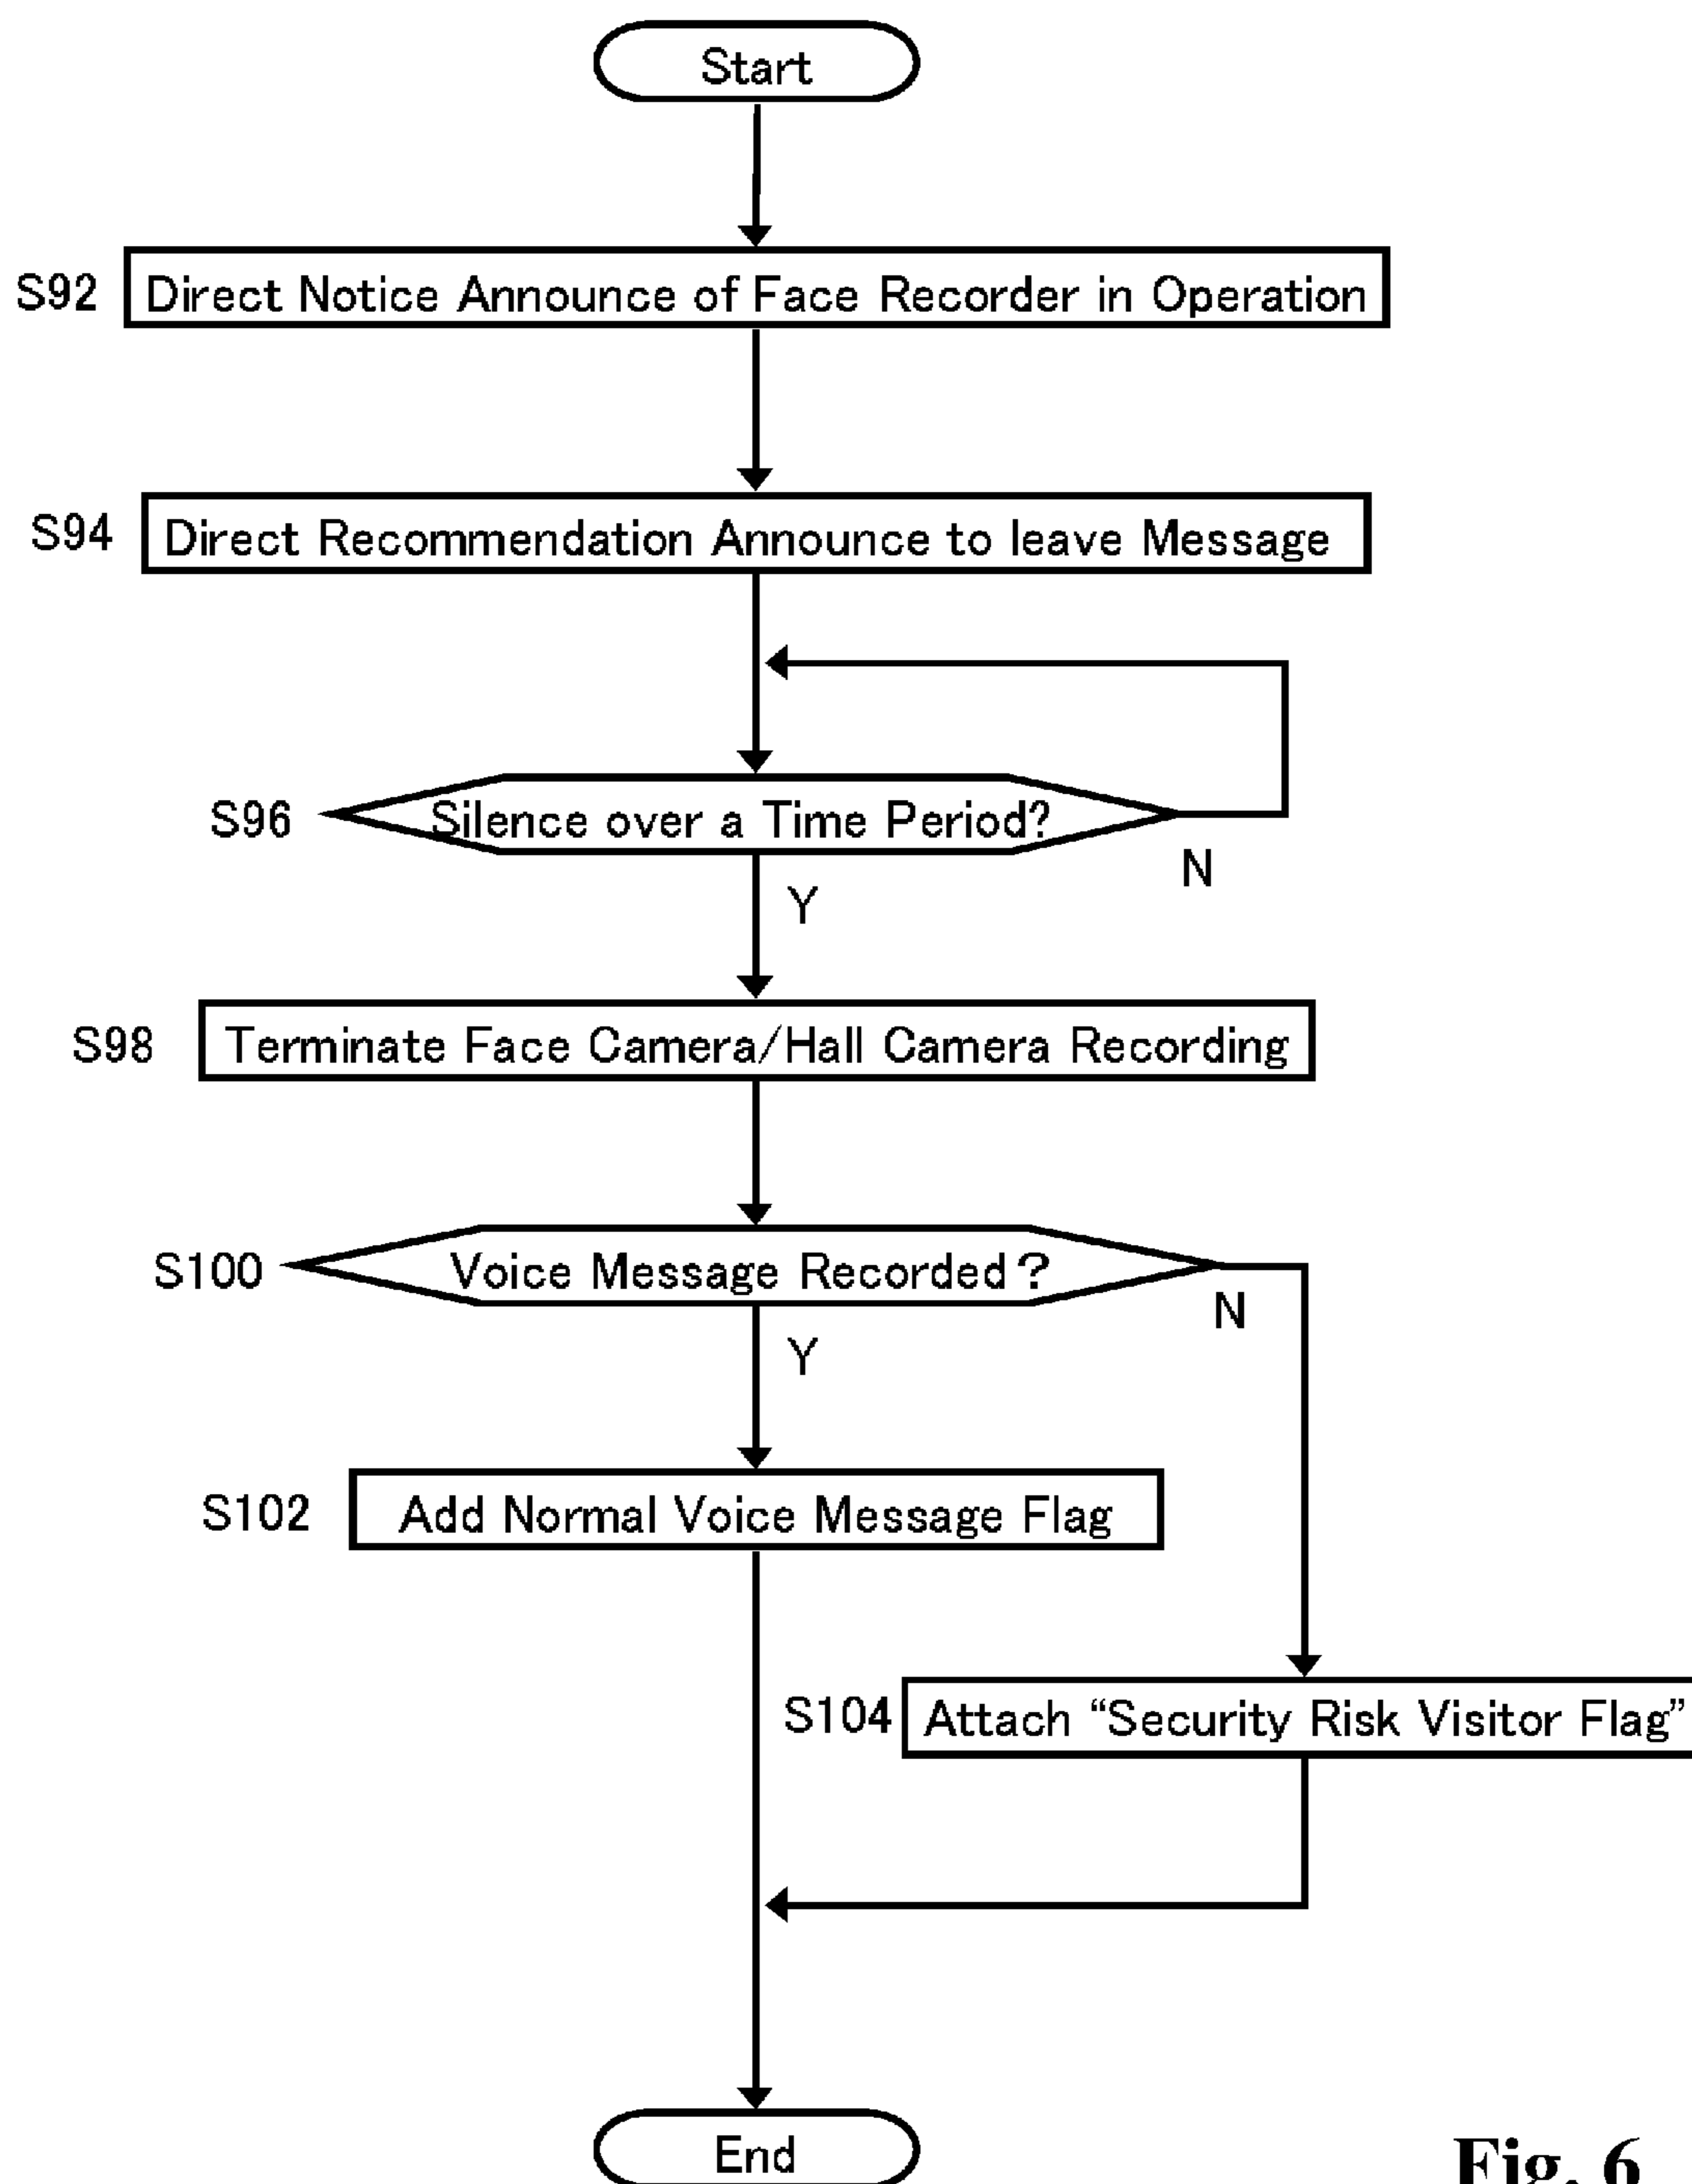 Start
S92 Direct Notice Announce of Face Recorder in Operation
S94 Direct Recommendation Announce to leave Message
S96 Silence over a Time Period?
N
Y
S98 Terminate Face Camera/Hall Camera Recording
S100 Voice Message Recorded?
N
Y
S102 Add Normal Voice Message Flag
S104 Attach “Security Risk Visitor Flag”
End
Fig. 6